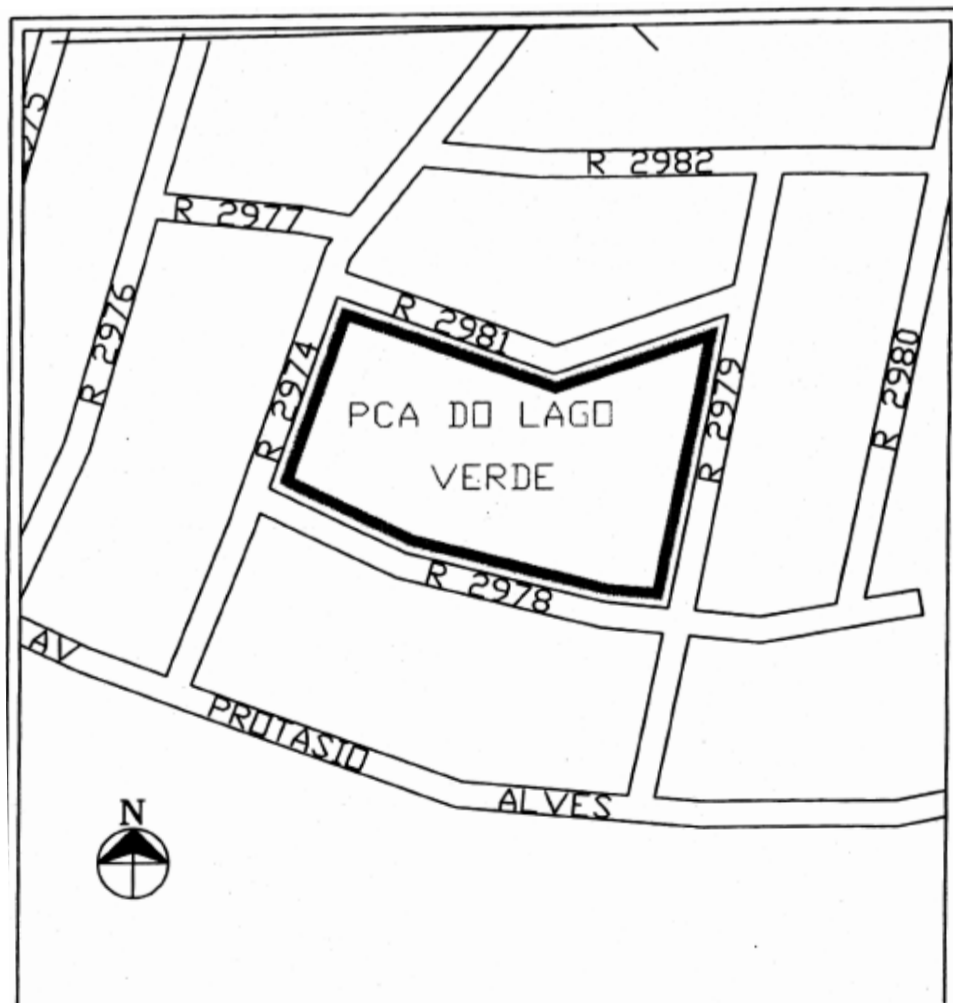 R 2982
R 2977
R 2976
R 2981
R 2974
R 2979
R 2980
PCA DO LAGO
VERDE
R 2978
AV PROTASIO ALVES
N